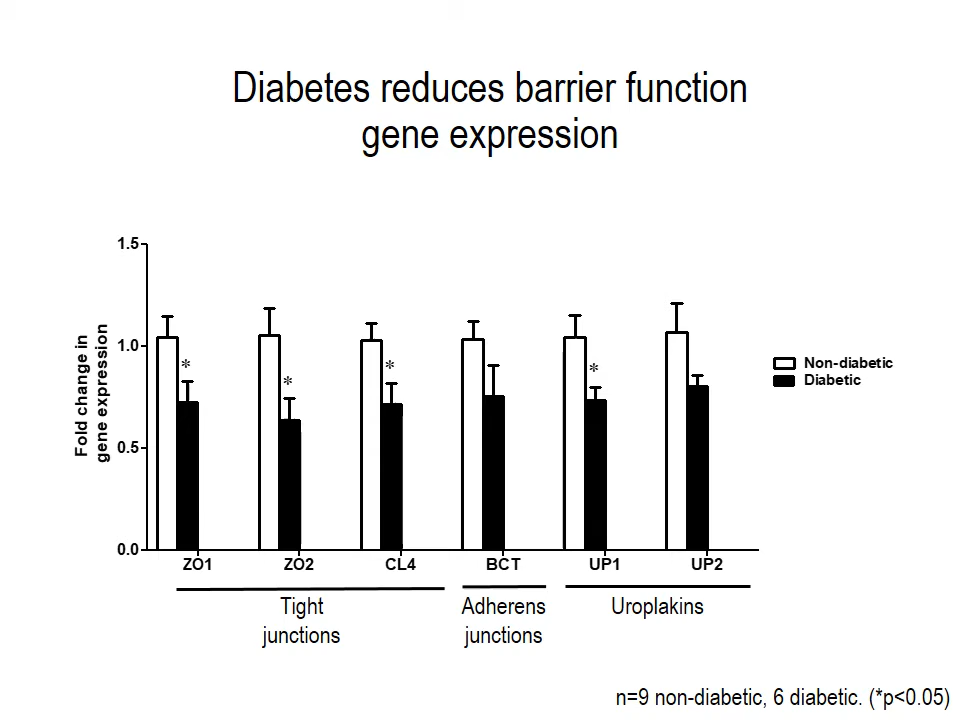 Diabetes reduces barrier function
gene expression
Fold change in
gene expression
1.5
1.0
0.5
0.0
*
*
*
*
Non-diabetic
Diabetic
ZO1 ZO2 CL4 BCT UP1 UP2
Tight
junctions
Adherens
junctions
Uroplakins
n=9 non-diabetic, 6 diabetic. (*p<0.05)